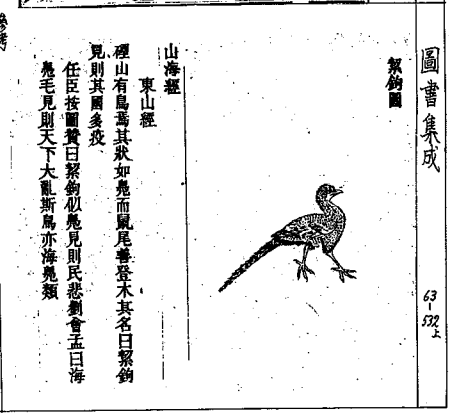 圖書集成
63-532上
絜鉤圖
山海經
東山經
硜山有鳥焉其狀如鳧而鼠尾善登木其名曰絜鉤
見則其國多疫
任臣按圖贊曰絜鉤似鳧見則民悲劉會孟曰海
鳧毛見則天下大亂斯鳥亦海鳧類
參考